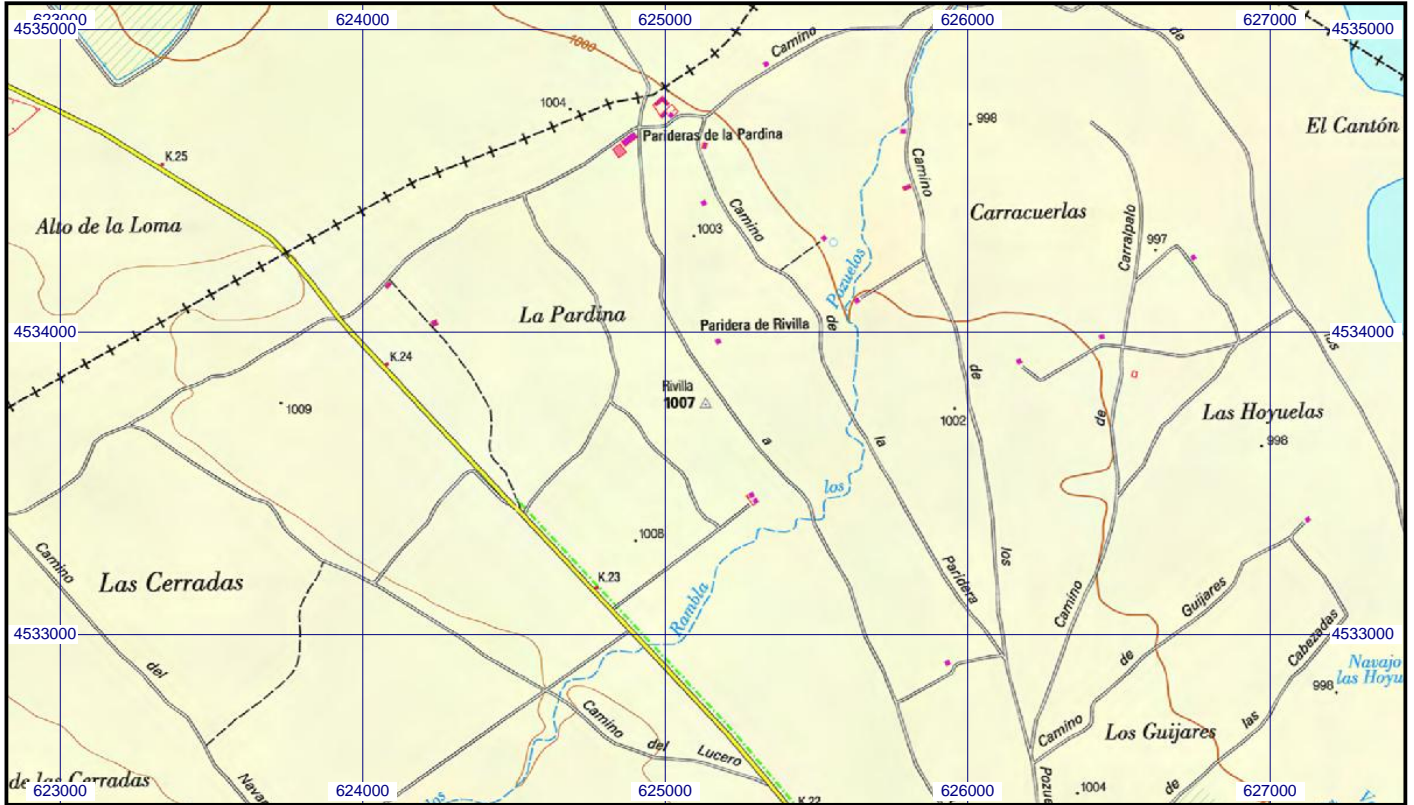 623000
624000
625000
626000
627000
4535000
4535000
1000
Camino
de
1004
Parideras de la Pardina
998
El Cantón
K.25
Camino
Alto de la Loma
Camino
1003
Carracuerlas
Carralpalo
997
Pozuelos
La Pardina
Paridera de Rivilla
de
4534000
4534000
los
K.24
de
Rivilla
1007
1009
1002
de
Las Hoyuelas
998
a
la
los
1008
Camino
Las Cerradas
K.23
Paridera
los
Camino
Guijares
Rambla
4533000
4533000
Cabezadas
del
de
Navajo
las Hoyu
998
Camino
del
Lucero
Camino
Los Guijares
las
de las Cerradas
Navar
Pozue
1004
de
los
K.22
623000
624000
625000
626000
627000